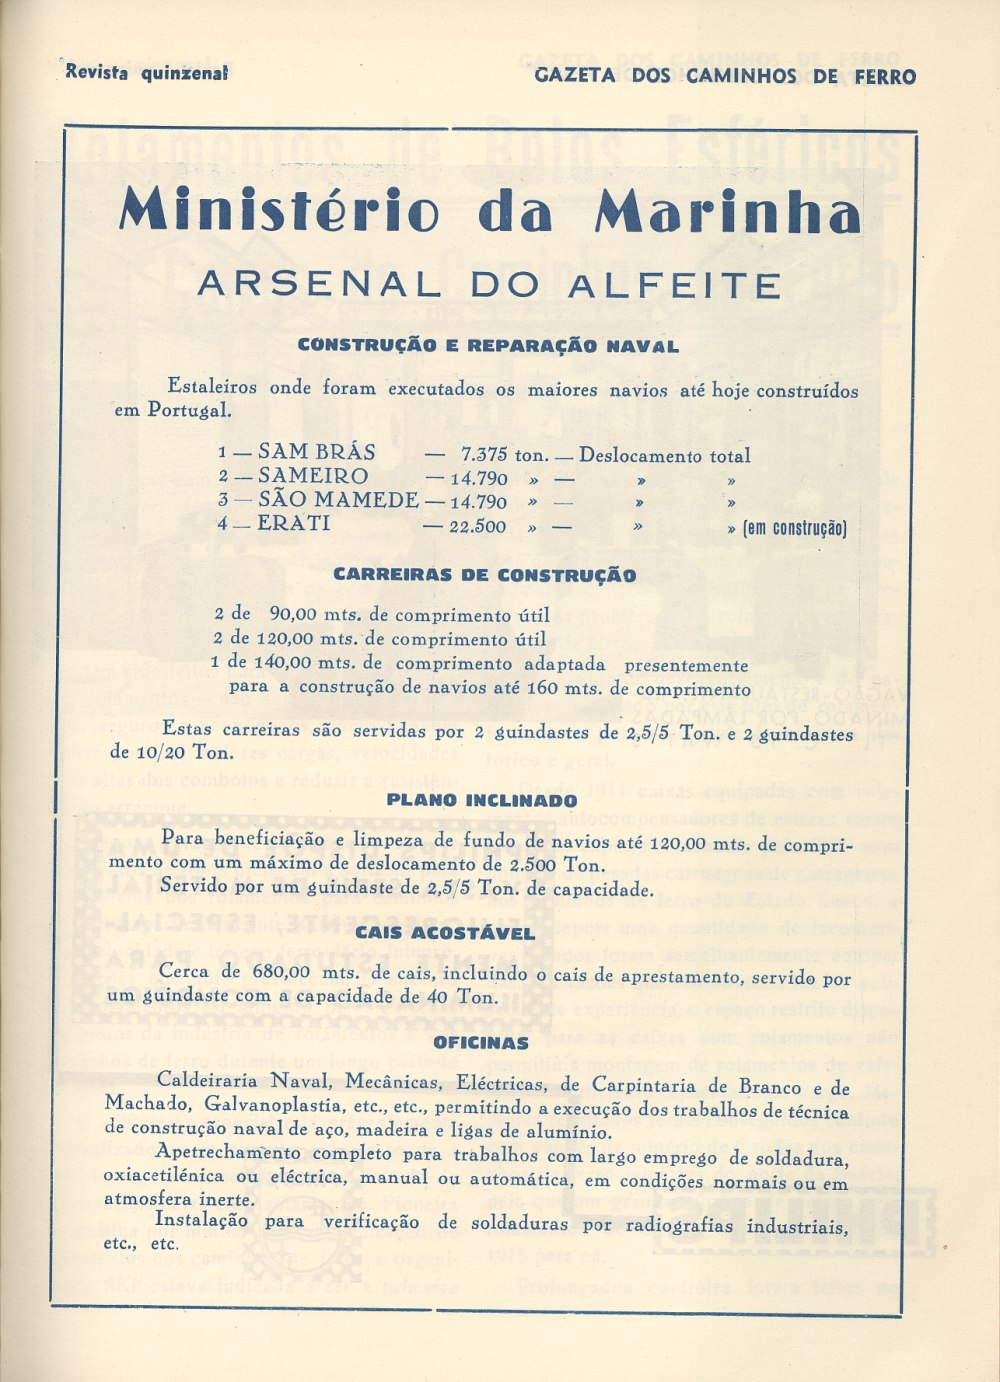 Revista quinzenal
GAZETA DOS CAMINHOS DE FERRO
Ministério da Marinha
ARSENAL DO ALFEITE
CONSTRUÇÃO E REPARAÇÃO NAVAL
Estaleiros onde foram executados os maiores navios até hoje construídos
em Portugal.
1 — SAM BRÁS — 7.375 ton. — Deslocamento total
2 — SAMEIRO — 14.790 » — » »
3 — SÃO MAMEDE — 14.790 » — » »
4 — ERATI — 22.500 » — » » (em construção)
CARREIRAS DE CONSTRUÇÃO
2 de 90,00 mts. de comprimento útil
2 de 120,00 mts. de comprimento útil
1 de 140,00 mts. de comprimento adaptada presentemente
para a construção de navios até 160 mts. de comprimento
Estas carreiras são servidas por 2 guindastes de 2,5/5 Ton. e 2 guindastes
de 10/20 Ton.
PLANO INCLINADO
Para beneficiação e limpeza de fundo de navios até 120,00 mts. de compri-
mento com um máximo de deslocamento de 2.500 Ton.
Servido por um guindaste de 2,5/5 Ton. de capacidade.
CAIS ACOSTÁVEL
Cerca de 680,00 mts. de cais, incluindo o cais de aprestamento, servido por
um guindaste com a capacidade de 40 Ton.
OFICINAS
Caldeiraria Naval, Mecânicas, Eléctricas, de Carpintaria de Branco e de
Machado, Galvanoplastia, etc., etc., permitindo a execução dos trabalhos de técnica
de construção naval de aço, madeira e ligas de alumínio.
Apetrechamento completo para trabalhos com largo emprego de soldadura,
oxiacetilénica ou eléctrica, manual ou automática, em condições normais ou em
atmosfera inerte.
Instalação para verificação de soldaduras por radiografias industriais,
etc., etc.